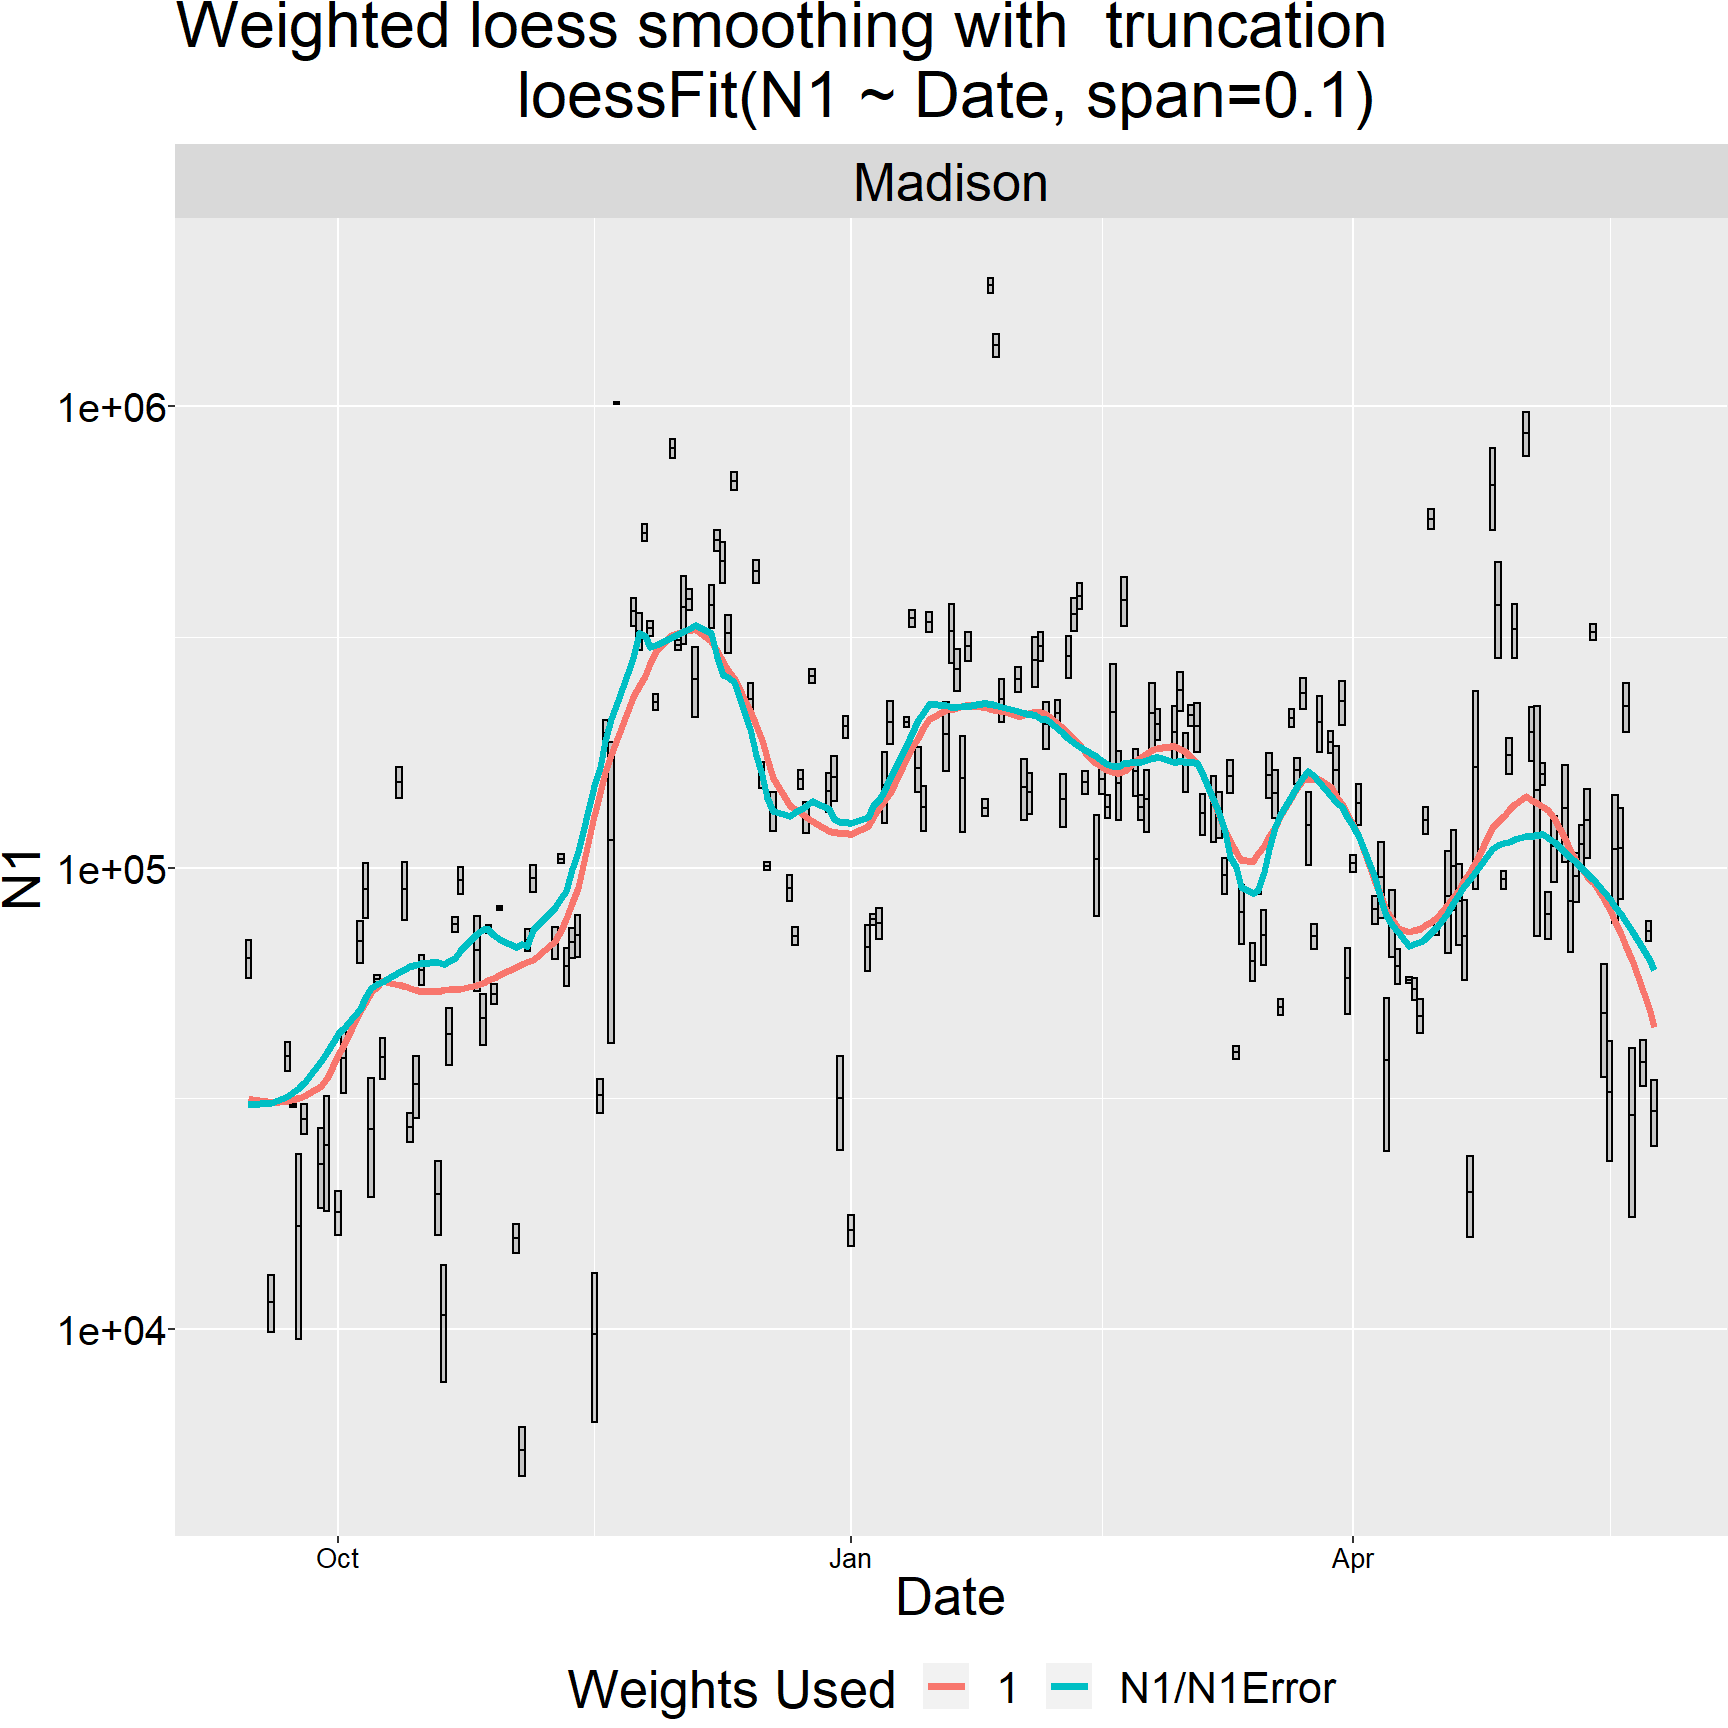 Weighted loess smoothing with  truncation
loessFit(N1 ~ Date, span=0.1)
Madison
1e+06
1e+05
1e+04
N1
Oct
Jan
Apr
Date
Weights Used
1
N1/N1Error